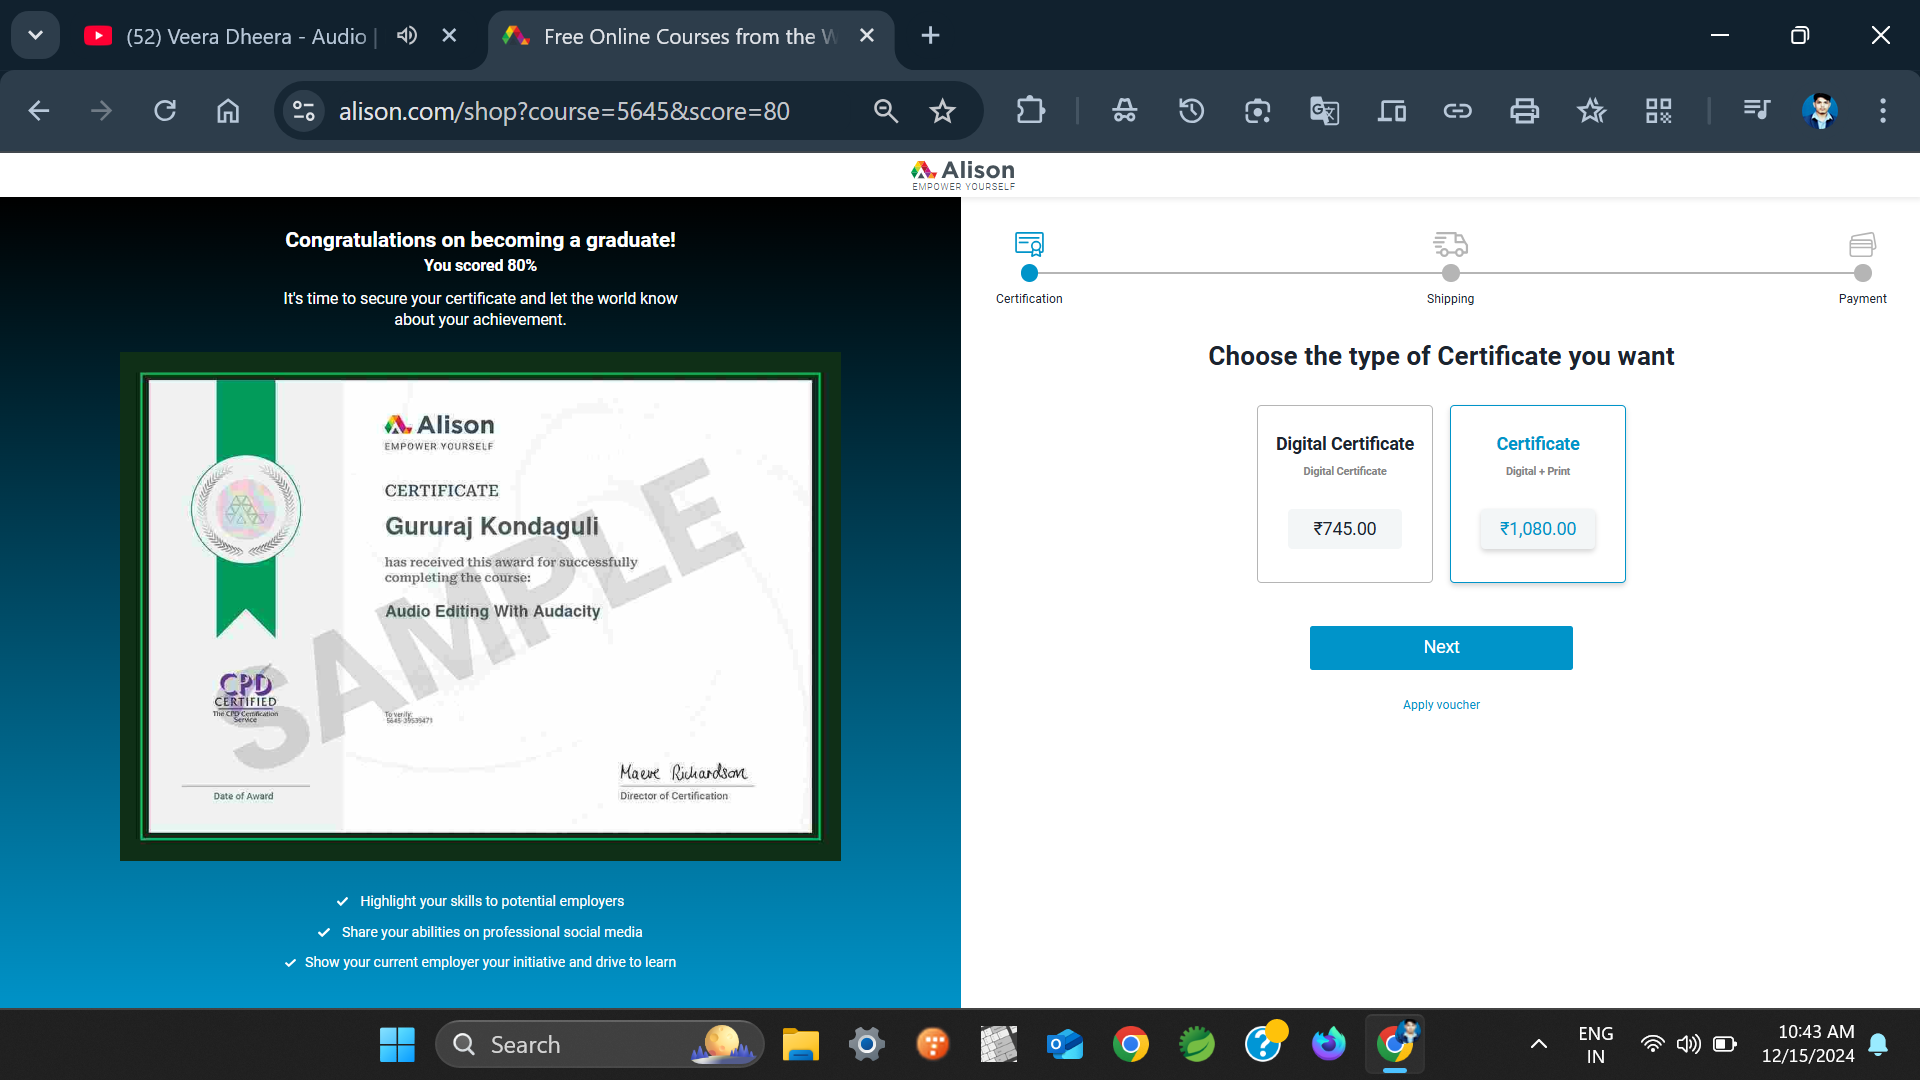 (52) Veera Dheera - Audio |
Free Online Courses from the W
alison.com/shop?course=5645&score=80
Alison
EMPOWER YOURSELF
Congratulations on becoming a graduate!
You scored 80%
It's time to secure your certificate and let the world know
about your achievement.
Alison
EMPOWER YOURSELF
CERTIFICATE
Gururaj Kondaguli
has received this award for successfully
completing the course:
Audio Editing With Audacity
SAMPLE
CPD
CERTIFIED
The CPD Certification
Service
To verify:
5645-39539471
Maeve Richardson
Date of Award
Director of Certification
Highlight your skills to potential employers
Share your abilities on professional social media
Show your current employer your initiative and drive to learn
Certification
Shipping
Payment
Choose the type of Certificate you want
Digital Certificate
Digital Certificate
₹745.00
Certificate
Digital + Print
₹1,080.00
Next
Apply voucher
Search
ENG
IN
10:43 AM
12/15/2024